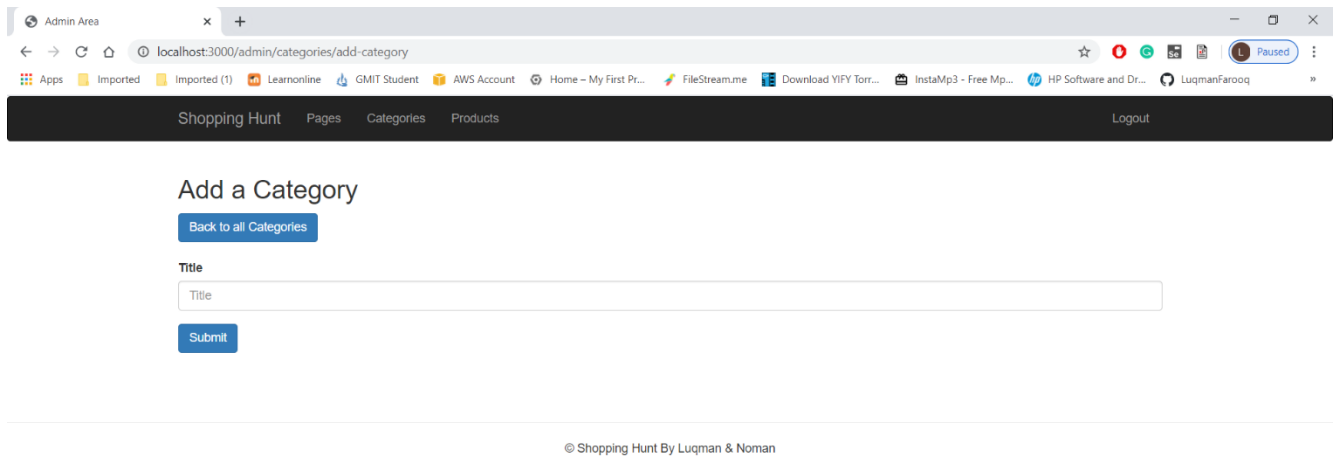 Admin Area
localhost:3000/admin/categories/add-category
Se L Paused
Apps Imported Imported (1) Learnonline GMIT Student AWS Account Home – My First Pr... FileStream.me Download YIFY Torr... InstaMp3 - Free Mp... HP Software and Dr... LuqmanFarooq »
Shopping Hunt Pages Categories Products Logout
Add a Category
Back to all Categories
Title
Title
Submit
© Shopping Hunt By Luqman & Noman